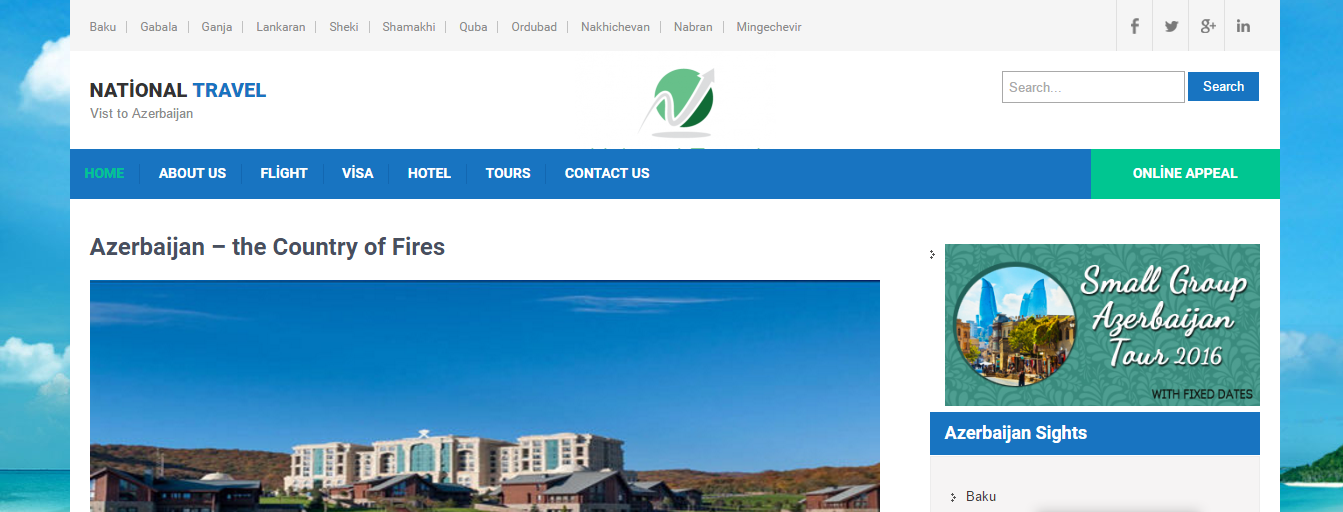 Baku
Gabala
Ganja
Lankaran
Sheki
Shamakhi
Quba
Ordubad
Nakhichevan
Nabran
Mingechevir
NATİONAL TRAVEL
Vist to Azerbaijan
Search...
Search
HOME
ABOUT US
FLİGHT
VİSA
HOTEL
TOURS
CONTACT US
ONLİNE APPEAL
Azerbaijan – the Country of Fires
Small Group
Azerbaijan
Tour 2016
WITH FIXED DATES
Azerbaijan Sights
Baku